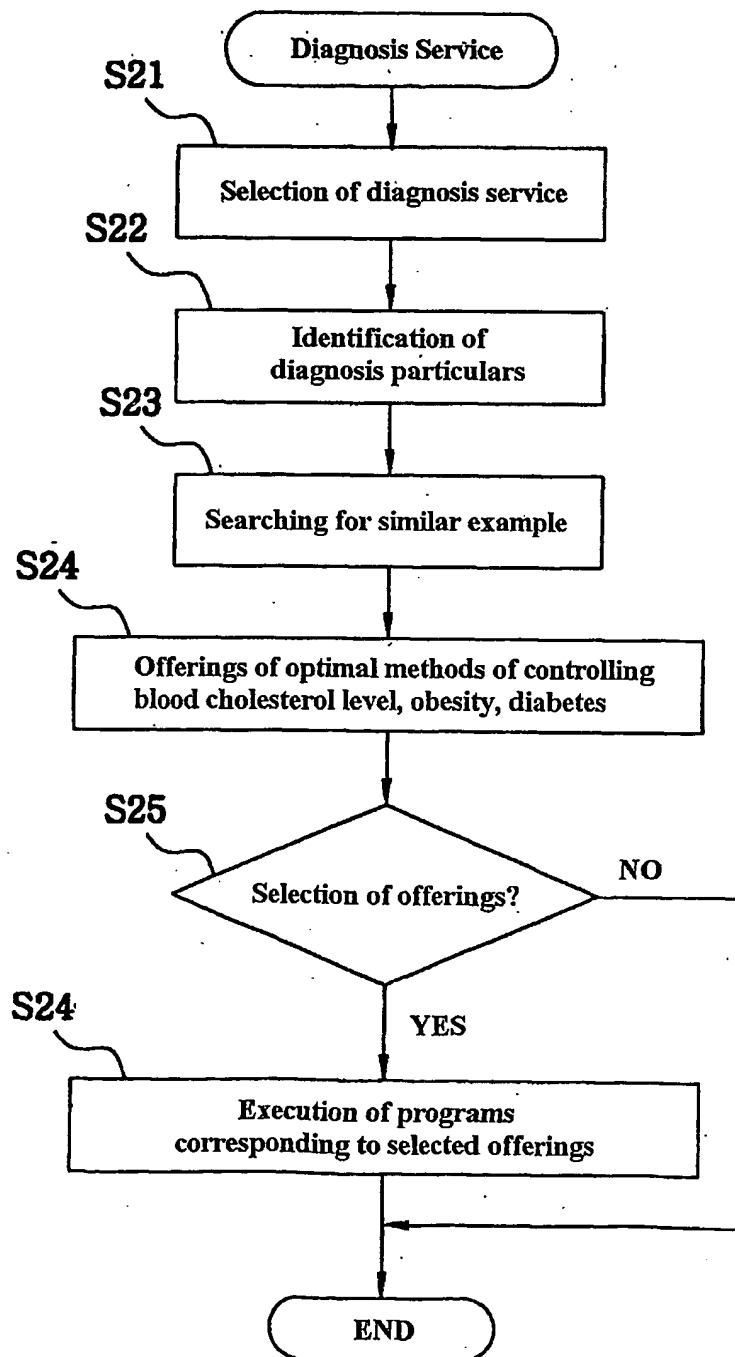 Diagnosis Service
S21
Selection of diagnosis service
S22
Identification of
diagnosis particulars
S23
Searching for similar example
S24
Offerings of optimal methods of controlling
blood cholesterol level, obesity, diabetes
S25
Selection of offerings?
NO
YES
S24
Execution of programs
corresponding to selected offerings
END